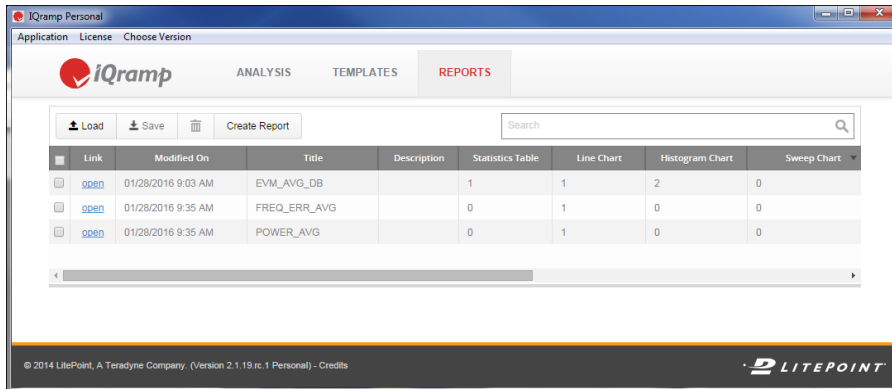 IQramp Personal
Application License Choose Version
iQramp ANALYSIS TEMPLATES REPORTS
Load Save Create Report Search
Link Modified On Title Description Statistics Table Line Chart Histogram Chart Sweep Chart
open 01/28/2016 9:03 AM EVM_AVG_DB 1 1 2 0
open 01/28/2016 9:35 AM FREQ_ERR_AVG 0 1 0 0
open 01/28/2016 9:35 AM POWER_AVG 0 1 0 0
© 2014 LitePoint, A Teradyne Company. (Version 2.1.19.rc.1 Personal) - Credits LITEPOINT